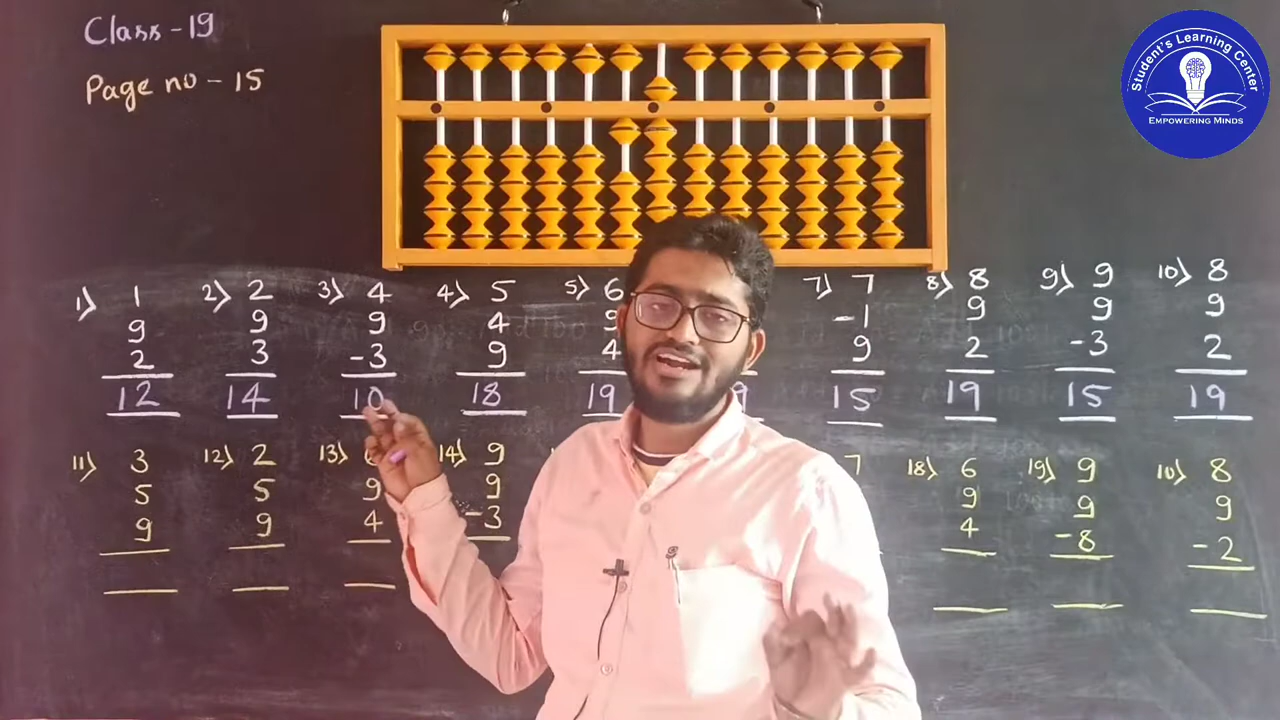 Class-19
Page no - 15
Student's Learning Center
EMPOWERING MINDS
1) 1 2) 2 3) 4 4) 5 5) 6 7) 7 8) 8 9) 9 10) 8
9 9 9 4 9 -1 9 9 9
2 3 -3 9 4 9 2 -3 2
12 14 10 18 19 9 15 19 15 19
11) 3 12) 2 13) 14) 9 7 18) 6 19) 9 10) 8
5 5 9 9 9 9 9
9 9 4 -3 4 -8 -2